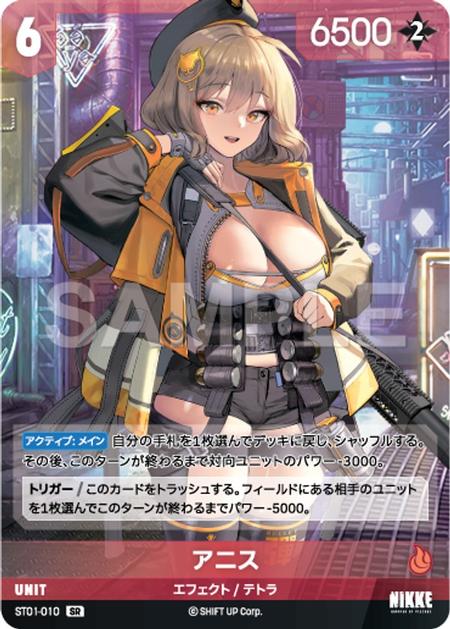 6
6500 2
SAMPLE
アクティブ:メイン 自分の手札を1枚選んでデッキに戻し、シャッフルする。
その後、このターンが終わるまで対向ユニットのパワー-3000。
トリガー / このカードをトラッシュする。フィールドにある相手のユニット
を1枚選んでこのターンが終わるまでパワー-5000。
アニス
UNIT
エフェクト / テトラ
NIKKE
ST01-010 SR
© SHIFT UP Corp.